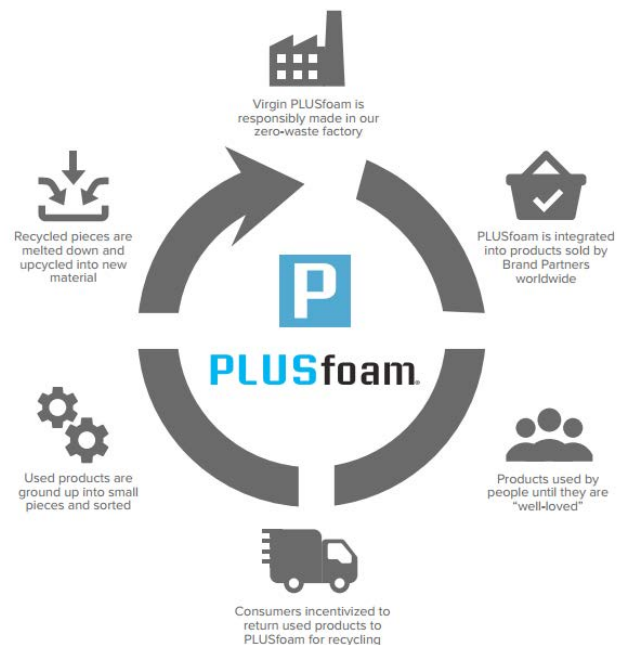 Virgin PLUSfoam is
responsibly made in our
zero-waste factory
PLUSfoam is integrated
into products sold by
Brand Partners
worldwide
Products used by
people until they are
“well-loved”
Consumers incentivized to
return used products to
PLUSfoam for recycling
Used products are
ground up into small
pieces and sorted
Recycled pieces are
melted down and
upcycled into new
material
P
PLUSfoam®